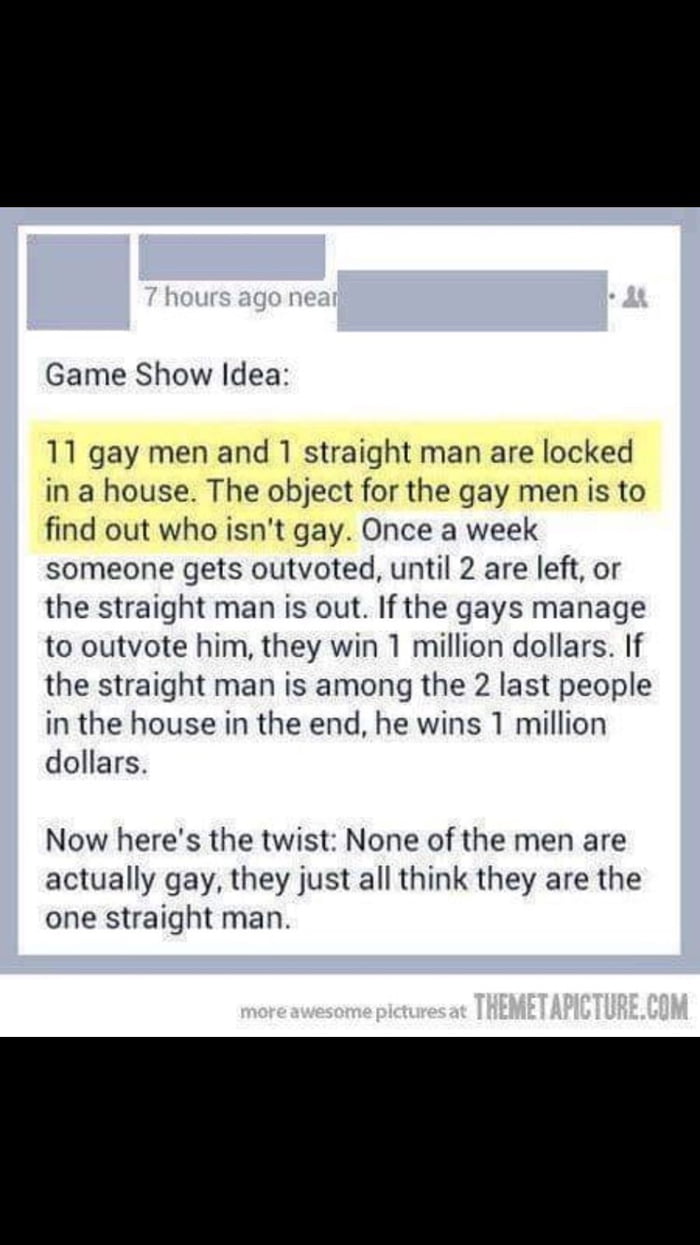 7 hours ago near
Game Show Idea:
11 gay men and 1 straight man are locked
in a house. The object for the gay men is to
find out who isn't gay. Once a week
someone gets outvoted, until 2 are left, or
the straight man is out. If the gays manage
to outvote him, they win 1 million dollars. If
the straight man is among the 2 last people
in the house in the end, he wins 1 million
dollars.
Now here's the twist: None of the men are
actually gay, they just all think they are the
one straight man.
more awesome pictures at THEMETAPICTURE.COM